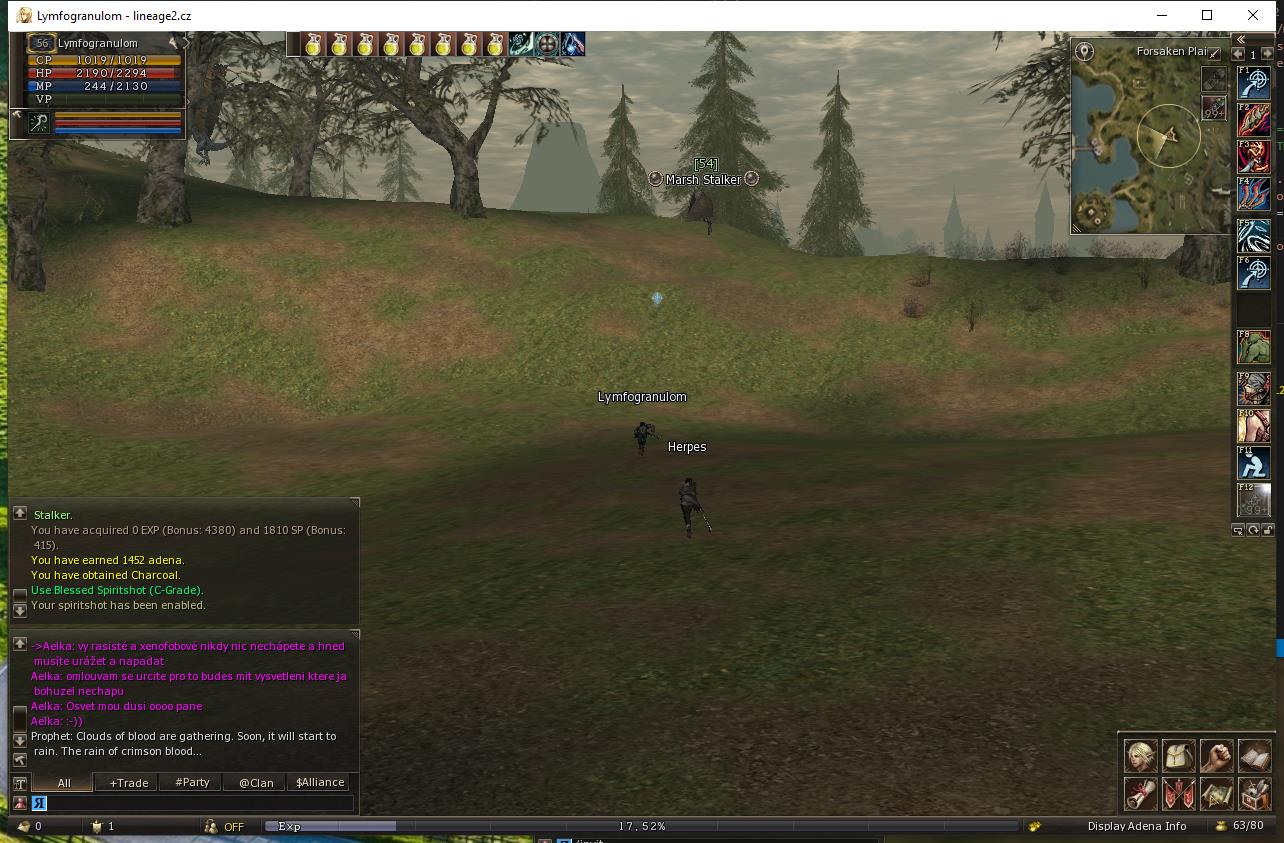 Lymfogranulom - lineage2.cz
56 Lymfogranulom
CP 1019/1019
HP 2190/2294
MP 244/2130
VP
Forsaken Plai
1
F1
F2
F3
F4
F5
F6
F8
F9
F10
F11
F12
99+
99+
[54]
Marsh Stalker
Lymfogranulom
Herpes
Stalker.
You have acquired 0 EXP (Bonus: 4380) and 1810 SP (Bonus:
415).
You have earned 1452 adena.
You have obtained Charcoal.
Use Blessed Spiritshot (C-Grade).
Your spiritshot has been enabled.
->Aelka: vy rasisté a xenofobové nikdy nic nechápete a hned
musíte urážet a napadat
Aelka: omlouvam se urcite pro to budes mit vysvetleni ktere ja
bohuzel nechapu
Aelka: Osvet mou dusi oooo pane
Aelka: :-))
Prophet: Clouds of blood are gathering. Soon, it will start to
rain. The rain of crimson blood...
All +Trade #Party @Clan $Alliance
Я
0 1 OFF Exp 17,52% Display Adena Info 63/80